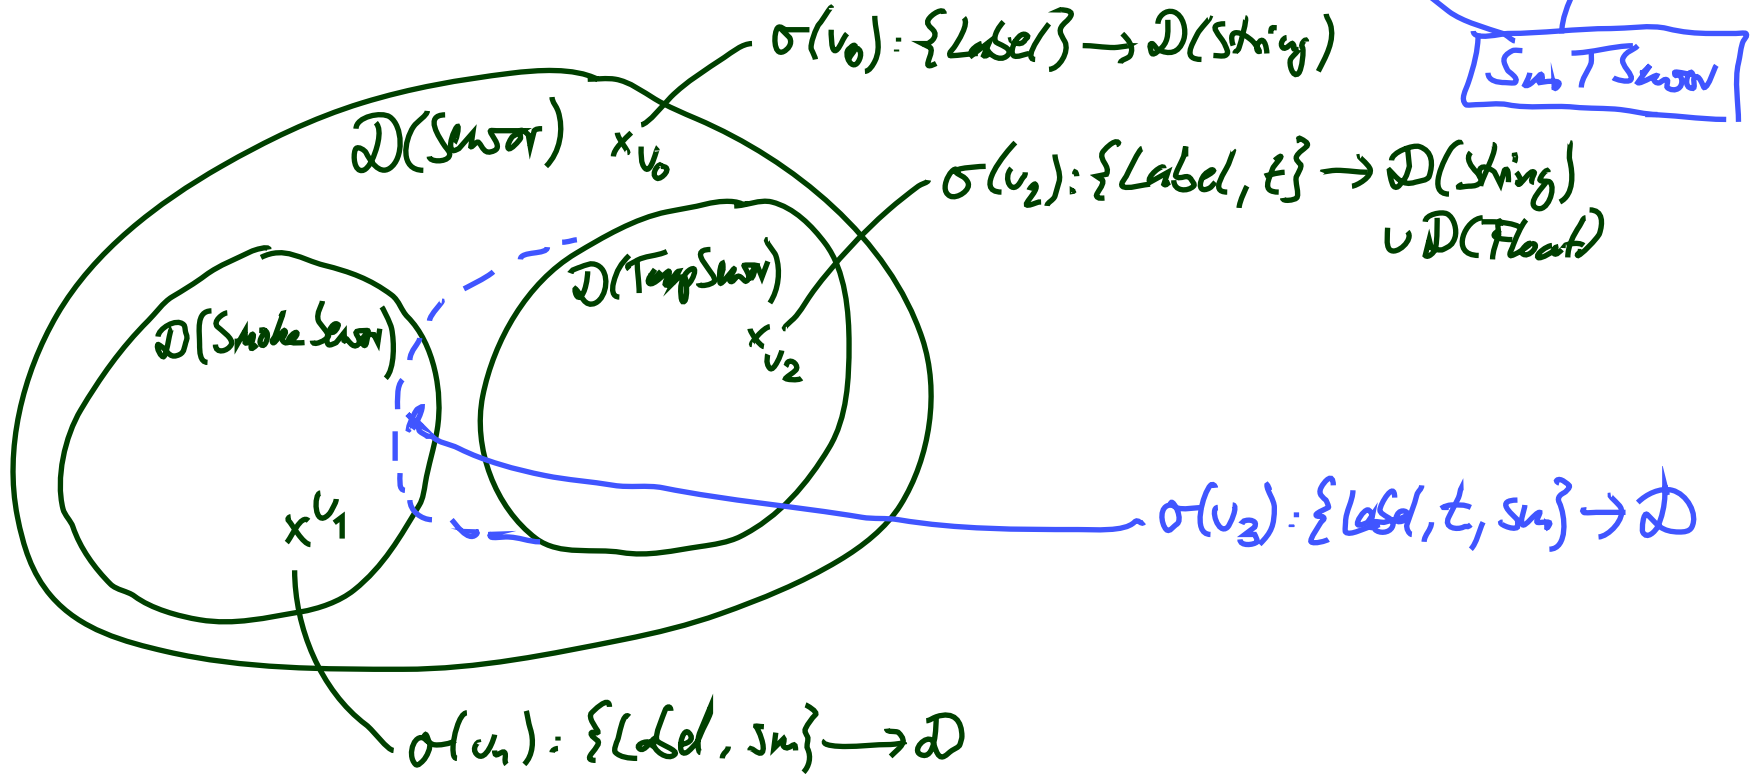 σ(v₀): {Label} → D(String)
SmTSensor
D(Sensor)
x v₀
σ(v₂): {Label, t} → D(String)
∪ D(Float)
D(TempSensor)
D(SmokeSensor)
x v₂
x v₁
σ(v₃): {Label, t, sm} → D
σ(v₁): {Label, sm} → D